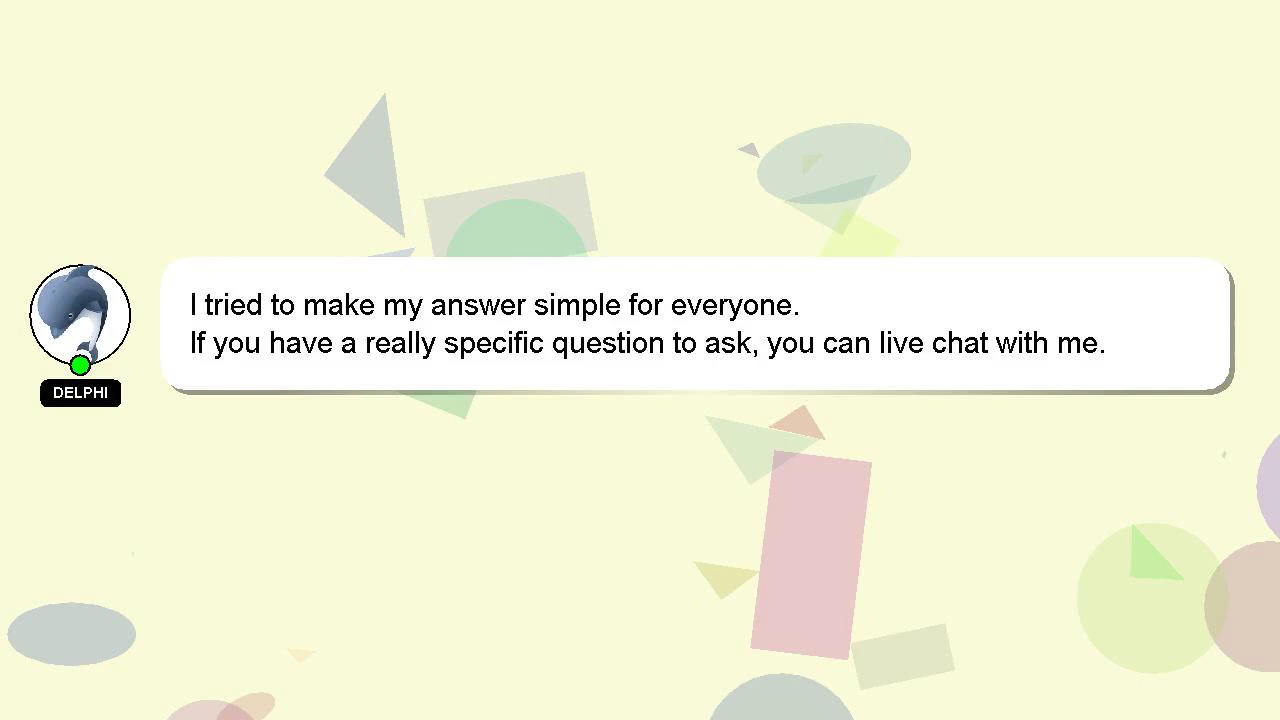 I tried to make my answer simple for everyone.
If you have a really specific question to ask, you can live chat with me.
DELPHI